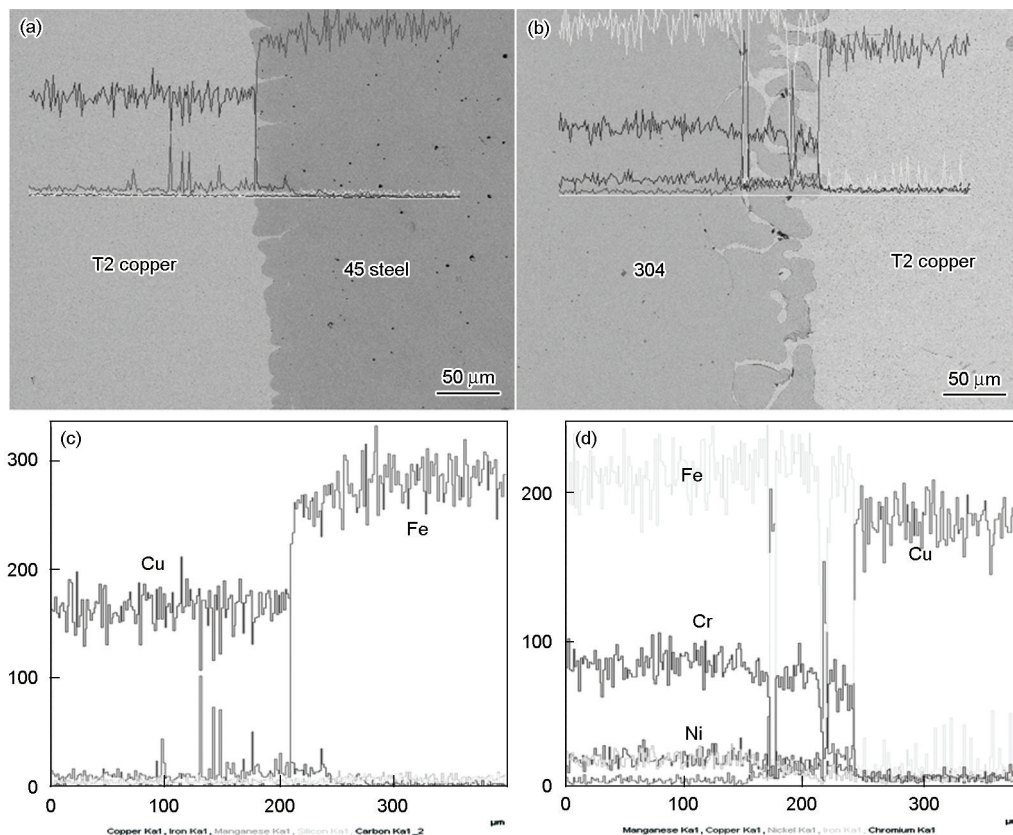 (a)
T2 copper
45 steel
50 μm
(b)
304
T2 copper
50 μm
(c)
300
200
100
0
Cu
Fe
0
100
200
300
μm
Copper Ka1, Iron Ka1, Manganese Ka1, Silicon Ka1, Carbon Ka1_2
(d)
200
100
0
Fe
Cr
Ni
Cu
0
100
200
300
μm
Manganese Ka1, Copper Ka1, Nickel Ka1, Iron Ka1, Chromium Ka1